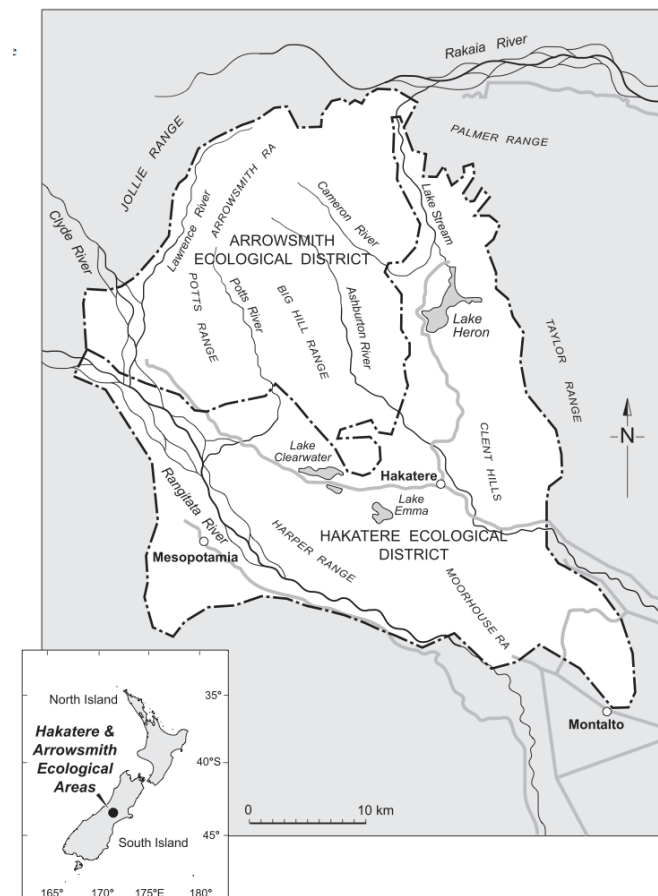 Rakaia River
PALMER RANGE
JOLLIE RANGE
Clyde River
Lawrence River
ARROWSMITH RA
Cameron River
Lake Stream
ARROWSMITH
ECOLOGICAL DISTRICT
POTTS RANGE
Potts River
BIG HILL RANGE
Ashburton River
Lake
Heron
TAYLOR RANGE
N
CLENT HILLS
Lake
Clearwater
Hakatere
Lake
Emma
Rangitata River
HARPER RANGE
HAKATERE ECOLOGICAL
DISTRICT
Mesopotamia
MOORHOUSE RA
Montalto
North Island
35°
Hakatere &
Arrowsmith
Ecological
Areas
40°S
South Island
45°
165°
170°
175°E
180°
0
10 km